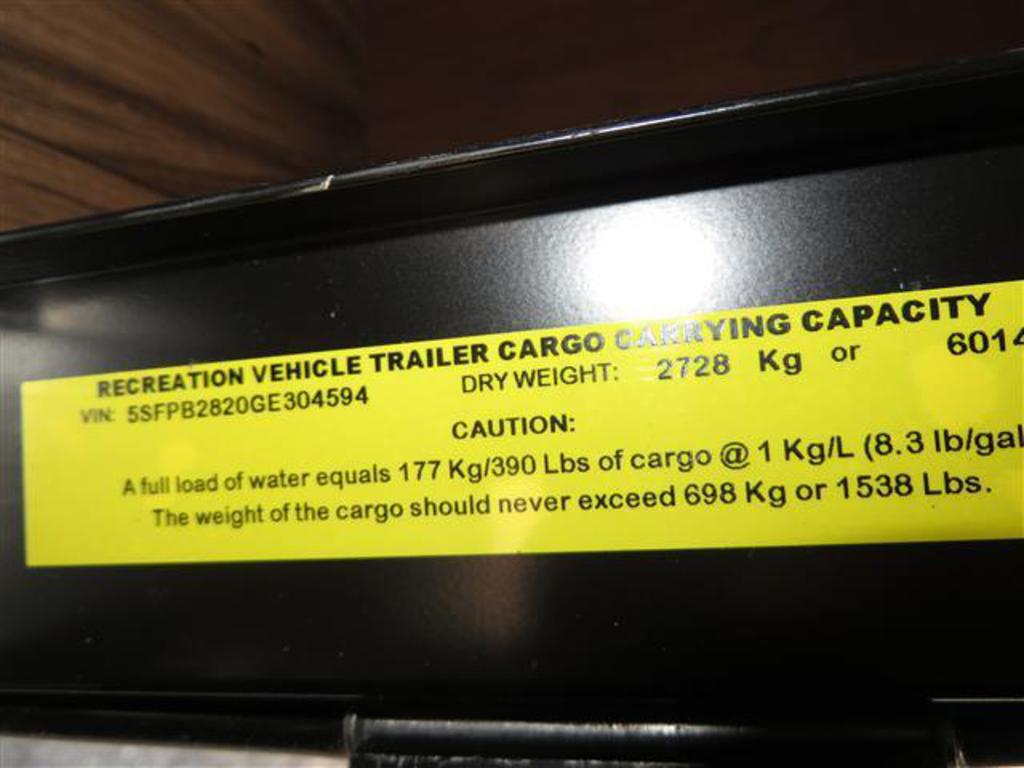 RECREATION VEHICLE TRAILER CARGO CARRYING CAPACITY
VIN: 5SFPB2820GE304594 DRY WEIGHT: 2728 Kg or 6014
CAUTION:
A full load of water equals 177 Kg/390 Lbs of cargo @ 1 Kg/L (8.3 lb/gal
The weight of the cargo should never exceed 698 Kg or 1538 Lbs.